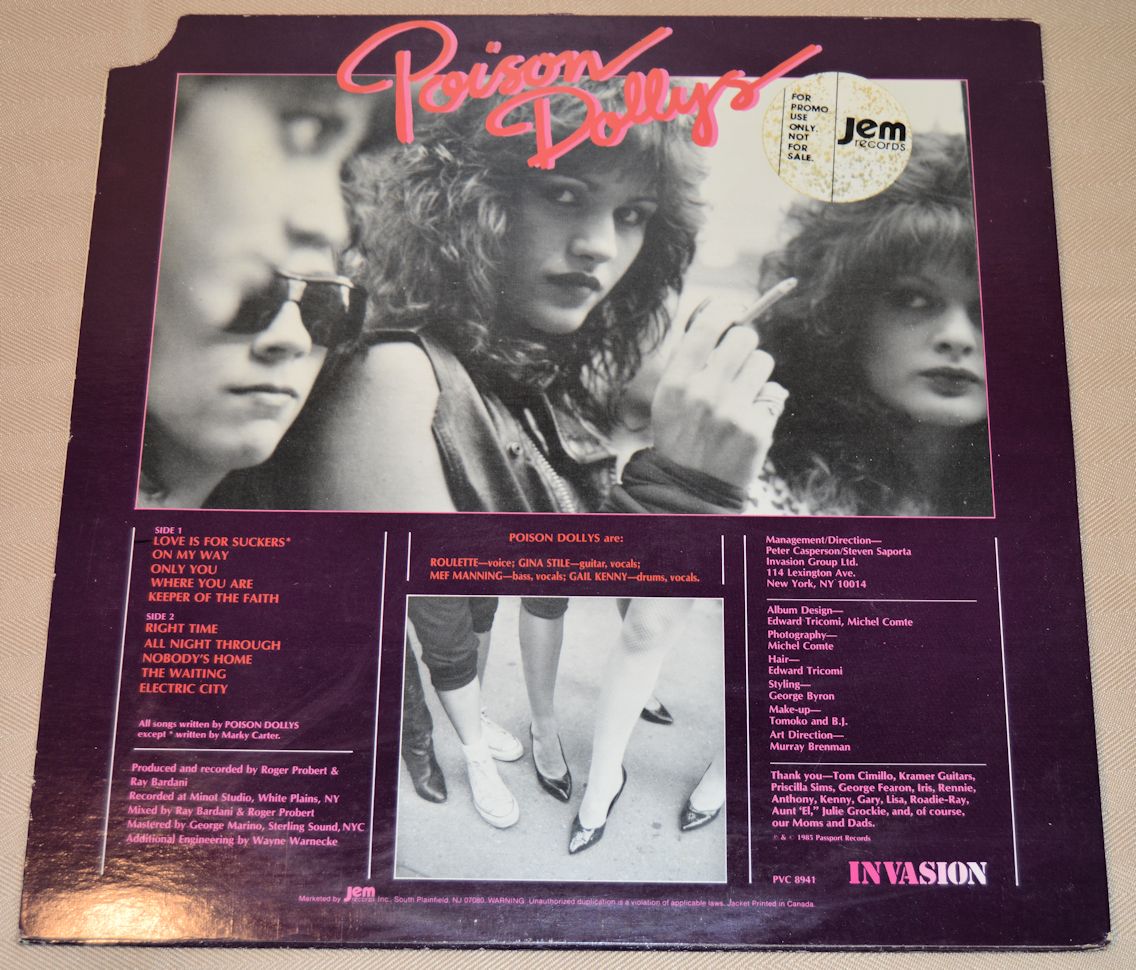 Poison
Dollys
FOR
PROMO
USE
ONLY.
NOT
FOR
SALE.
Jem
records
SIDE 1
LOVE IS FOR SUCKERS*
ON MY WAY
ONLY YOU
WHERE YOU ARE
KEEPER OF THE FAITH
SIDE 2
RIGHT TIME
ALL NIGHT THROUGH
NOBODY'S HOME
THE WAITING
ELECTRIC CITY
All songs written by POISON DOLLYS
except * written by Marky Carter.
Produced and recorded by Roger Probert &
Ray Bardani
Recorded at Minot Studio, White Plains, NY
Mixed by Ray Bardani & Roger Probert
Mastered by George Marino, Sterling Sound, NYC
Additional Engineering by Wayne Warnecke
POISON DOLLYS are:
ROULETTE—voice; GINA STILE—guitar, vocals;
MEF MANNING—bass, vocals; GAIL KENNY—drums, vocals.
Management/Direction—
Peter Casperson/Steven Saporta
Invasion Group Ltd.
114 Lexington Ave.
New York, NY 10014
Album Design—
Edward Tricomi, Michel Comte
Photography—
Michel Comte
Hair—
Edward Tricomi
Styling—
George Byron
Make-up—
Tomoko and B.J.
Art Direction—
Murray Brenman
Thank you—Tom Cimillo, Kramer Guitars,
Priscilla Sims, George Fearon, Iris, Rennie,
Anthony, Kenny, Gary, Lisa, Roadie-Ray,
Aunt ‘El,” Julie Grockie, and, of course,
our Moms and Dads.
℗ & © 1985 Passport Records
PVC 8941
INVASION
Marketed by Jem records Inc., South Plainfield, NJ 07080. WARNING: Unauthorized duplication is a violation of applicable laws. Jacket Printed in Canada.